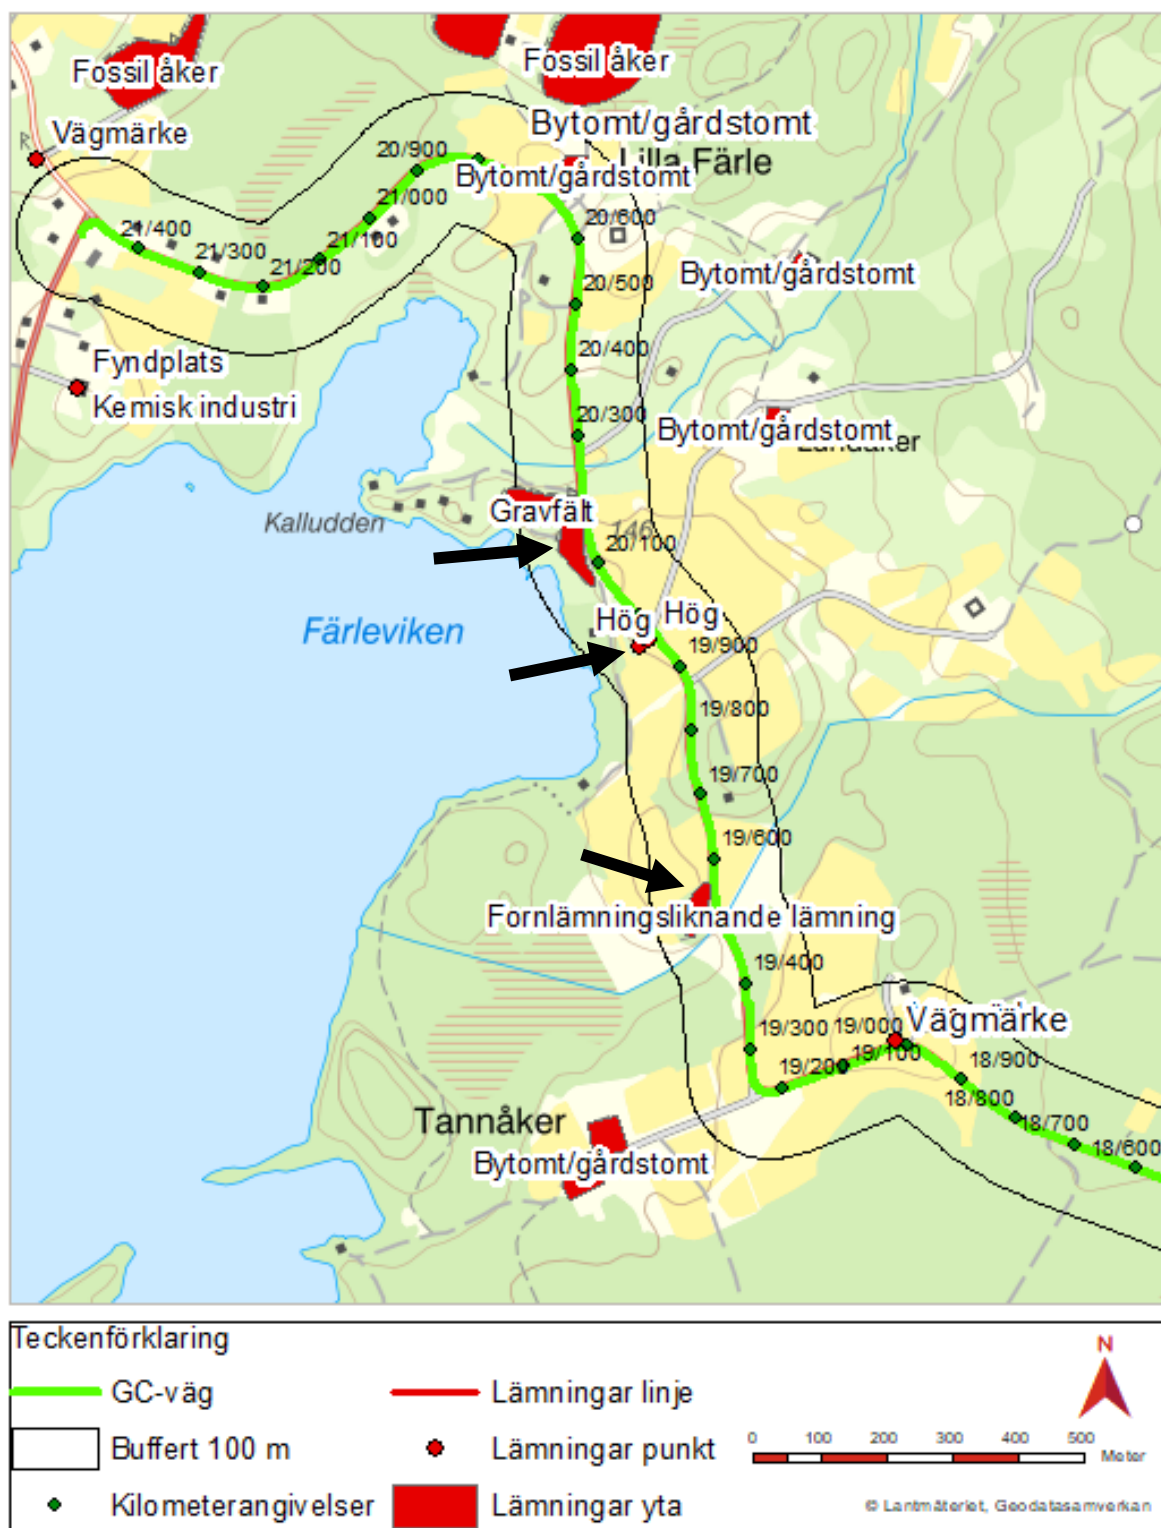 Fossil åker
Fossil åker
Vägmärke
Bytomt/gårdstomt
20/900
Lilla Färle
Bytomt/gårdstomt
21/000
20/600
21/400
21/100
21/300
21/200
Bytomt/gårdstomt
20/500
20/400
Fyndplats
Kemisk industri
20/300
Bytomt/gårdstomt
Gravfält
Kalludden
146
20/100
Färleviken
Hög
Hög
19/900
19/800
19/700
19/600
Fornlämningsliknande lämning
19/400
19/300
19/000
Vägmärke
19/200
19/100
18/900
18/800
Tannåker
18/700
18/600
Bytomt/gårdstomt
Teckenförklaring
GC-väg
Lämningar linje
N
Buffert 100 m
Lämningar punkt
0 100 200 300 400 500
Meter
Kilometerangivelser
Lämningar yta
© Lantmäteriet, Geodatasamverkan